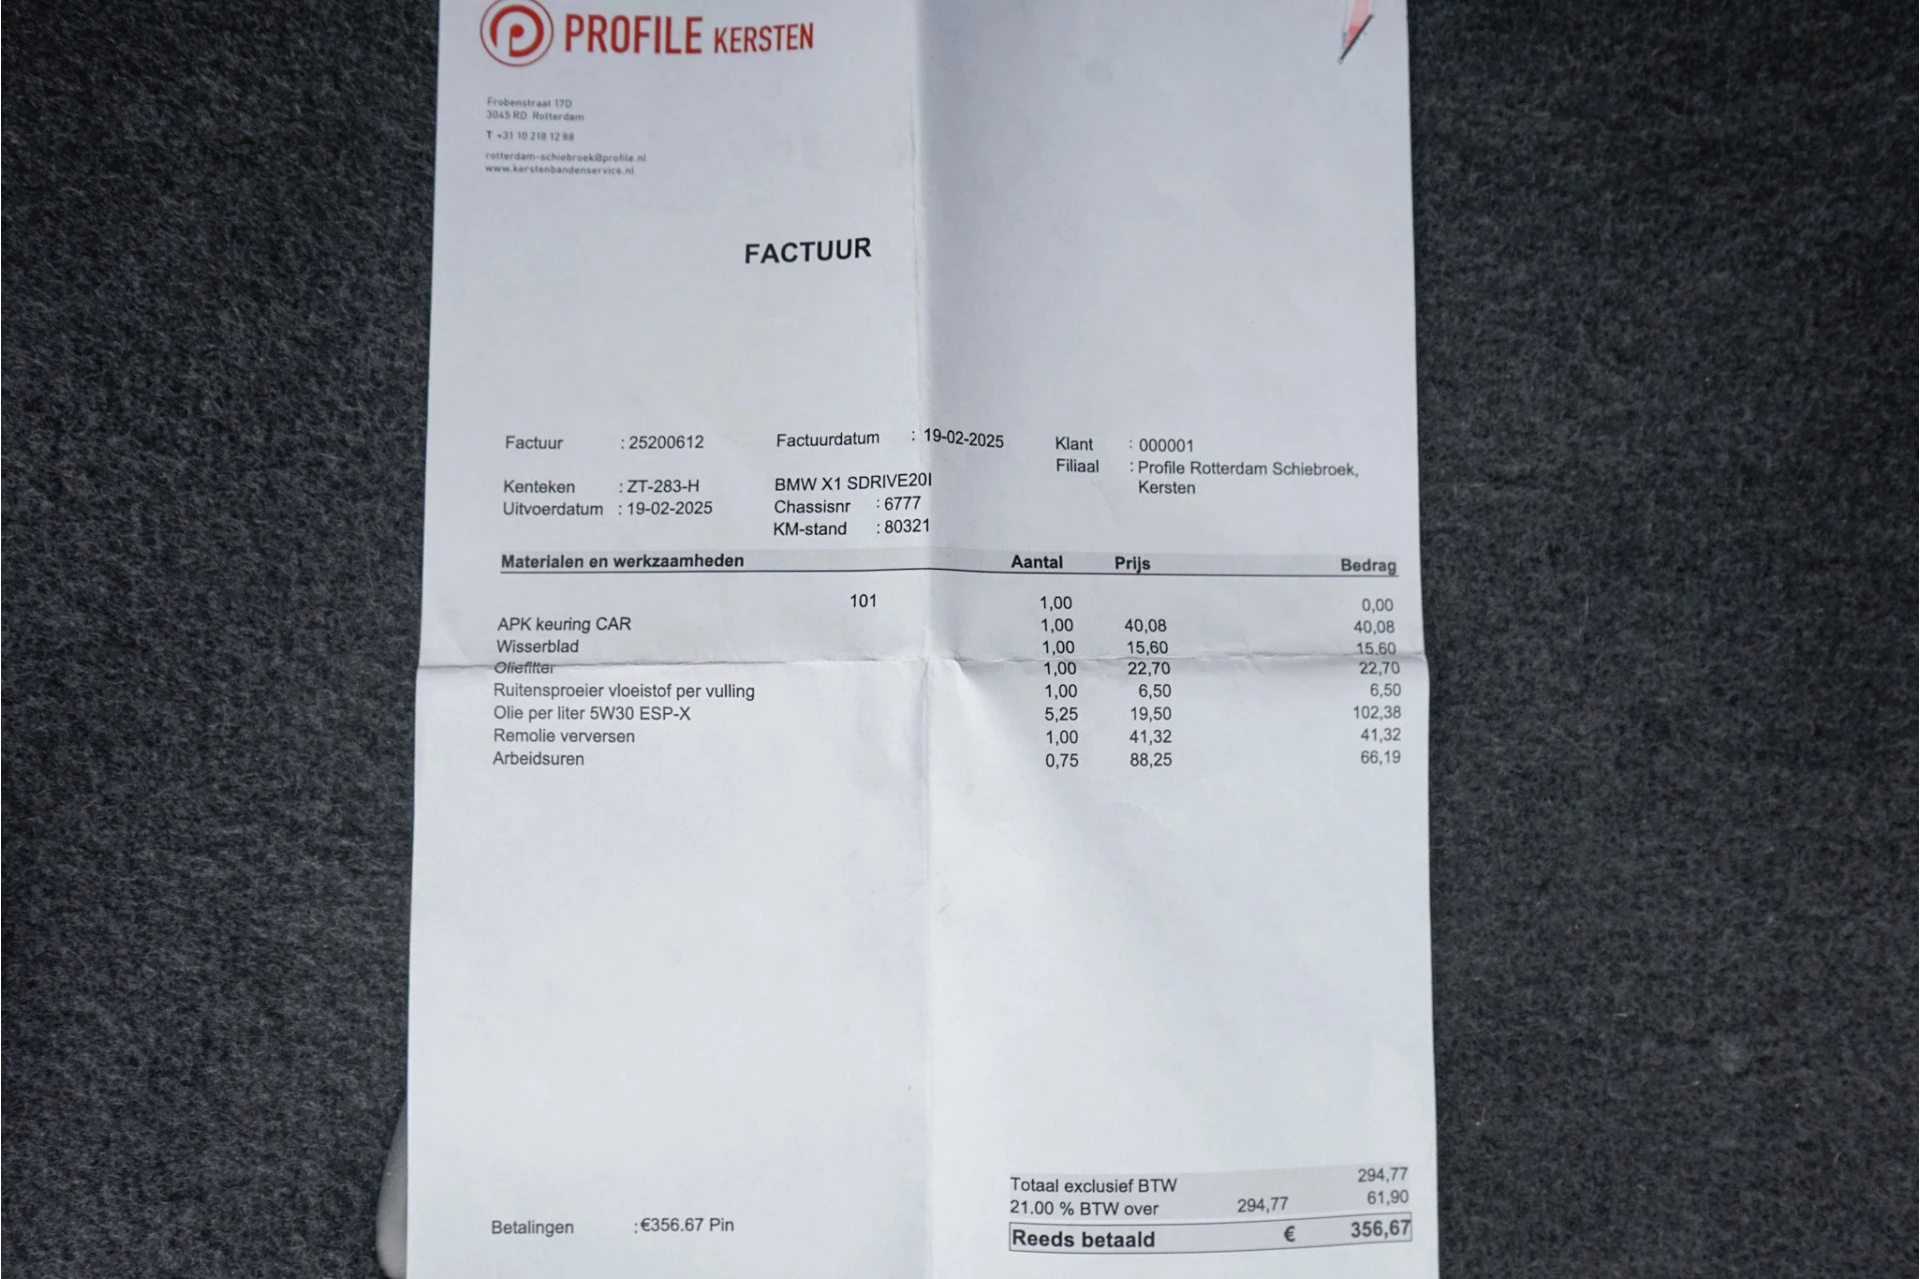 PROFILE KERSTEN
Frobenstraat 17D
3045 RD Rotterdam
T +31 10 218 12 88
rotterdam-schiebroek@profile.nl
www.kerstenbandenservice.nl
FACTUUR
Factuur : 25200612 Factuurdatum : 19-02-2025 Klant : 000001
Filiaal : Profile Rotterdam Schiebroek,
Kersten
Kenteken : ZT-283-H BMW X1 SDRIVE20I
Uitvoerdatum : 19-02-2025 Chassisnr : 6777
KM-stand : 80321
Materialen en werkzaamheden Aantal Prijs Bedrag
101 1,00 0,00
APK keuring CAR 1,00 40,08 40,08
Wisserblad 1,00 15,60 15,60
Oliefilter 1,00 22,70 22,70
Ruitensproeier vloeistof per vulling 1,00 6,50 6,50
Olie per liter 5W30 ESP-X 5,25 19,50 102,38
Remolie verversen 1,00 41,32 41,32
Arbeidsuren 0,75 88,25 66,19
Totaal exclusief BTW 294,77
21.00 % BTW over 294,77 61,90
Betalingen :€356.67 Pin
Reeds betaald € 356,67